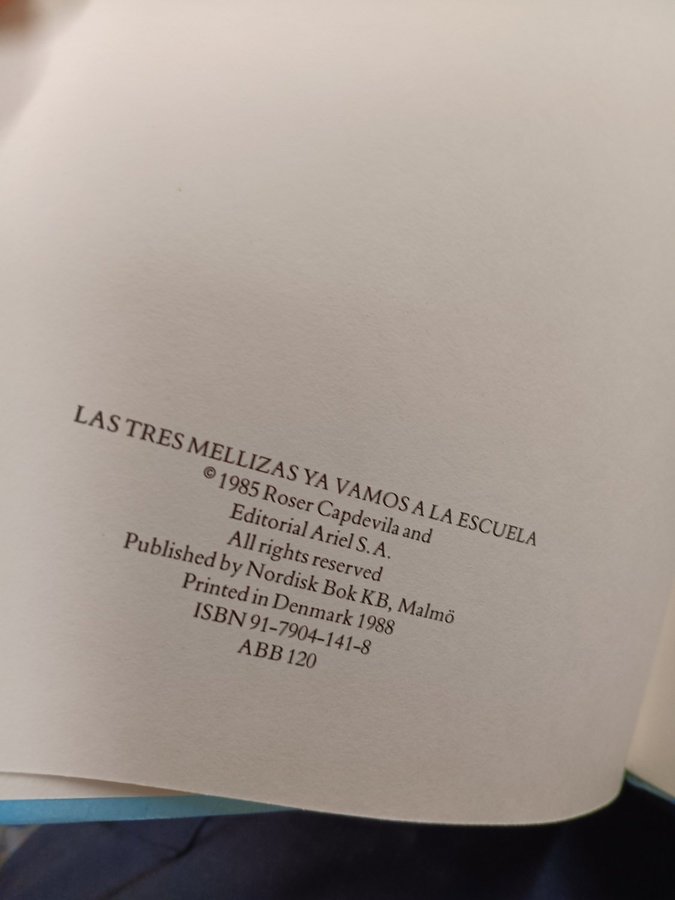 LAS TRES MELLIZAS YA VAMOS A LA ESCUELA
© 1985 Roser Capdevila and
Editorial Ariel S. A.
All rights reserved
Published by Nordisk Bok KB, Malmö
Printed in Denmark 1988
ISBN 91-7904-141-8
ABB 120